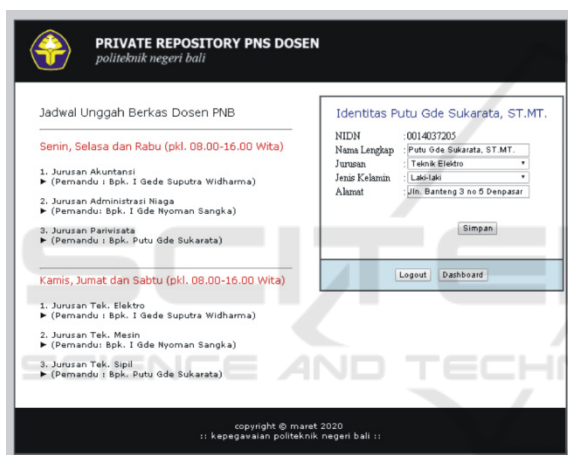 PRIVATE REPOSITORY PNS DOSEN
politeknik negeri bali
Jadwal Unggah Berkas Dosen PNB
Senin, Selasa dan Rabu (pkl. 08.00-16.00 Wita)
1. Jurusan Akuntansi
► (Pemandu : Bpk. I Gede Suputra Widharma)
2. Jurusan Administrasi Niaga
► (Pemandu: Bpk. I Gde Nyoman Sangka)
3. Jurusan Pariwisata
► (Pemandu : Bpk. Putu Gde Sukarata)
Kamis, Jumat dan Sabtu (pkl. 08.00-16.00 Wita)
1. Jurusan Tek. Elektro
► (Pemandu : Bpk. I Gede Suputra Widharma)
2. Jurusan Tek. Mesin
► (Pemandu: Bpk. I Gde Nyoman Sangka)
3. Jurusan Tek. Sipil
► (Pemandu : Bpk. Putu Gde Sukarata)
Identitas Putu Gde Sukarata, ST.MT.
NIDN :0014037205
Nama Lengkap : Putu Gde Sukarata, ST.MT.
Jurusan : Teknik Elektro
Jenis Kelamin : Laki-laki
Alamat : Jln. Banteng 3 no 5 Denpasar
Simpan
Logout Dashboard
copyright @ maret 2020
:: kepegawaian politeknik negeri bali ::
SCITE
SCIENCE AND TECH